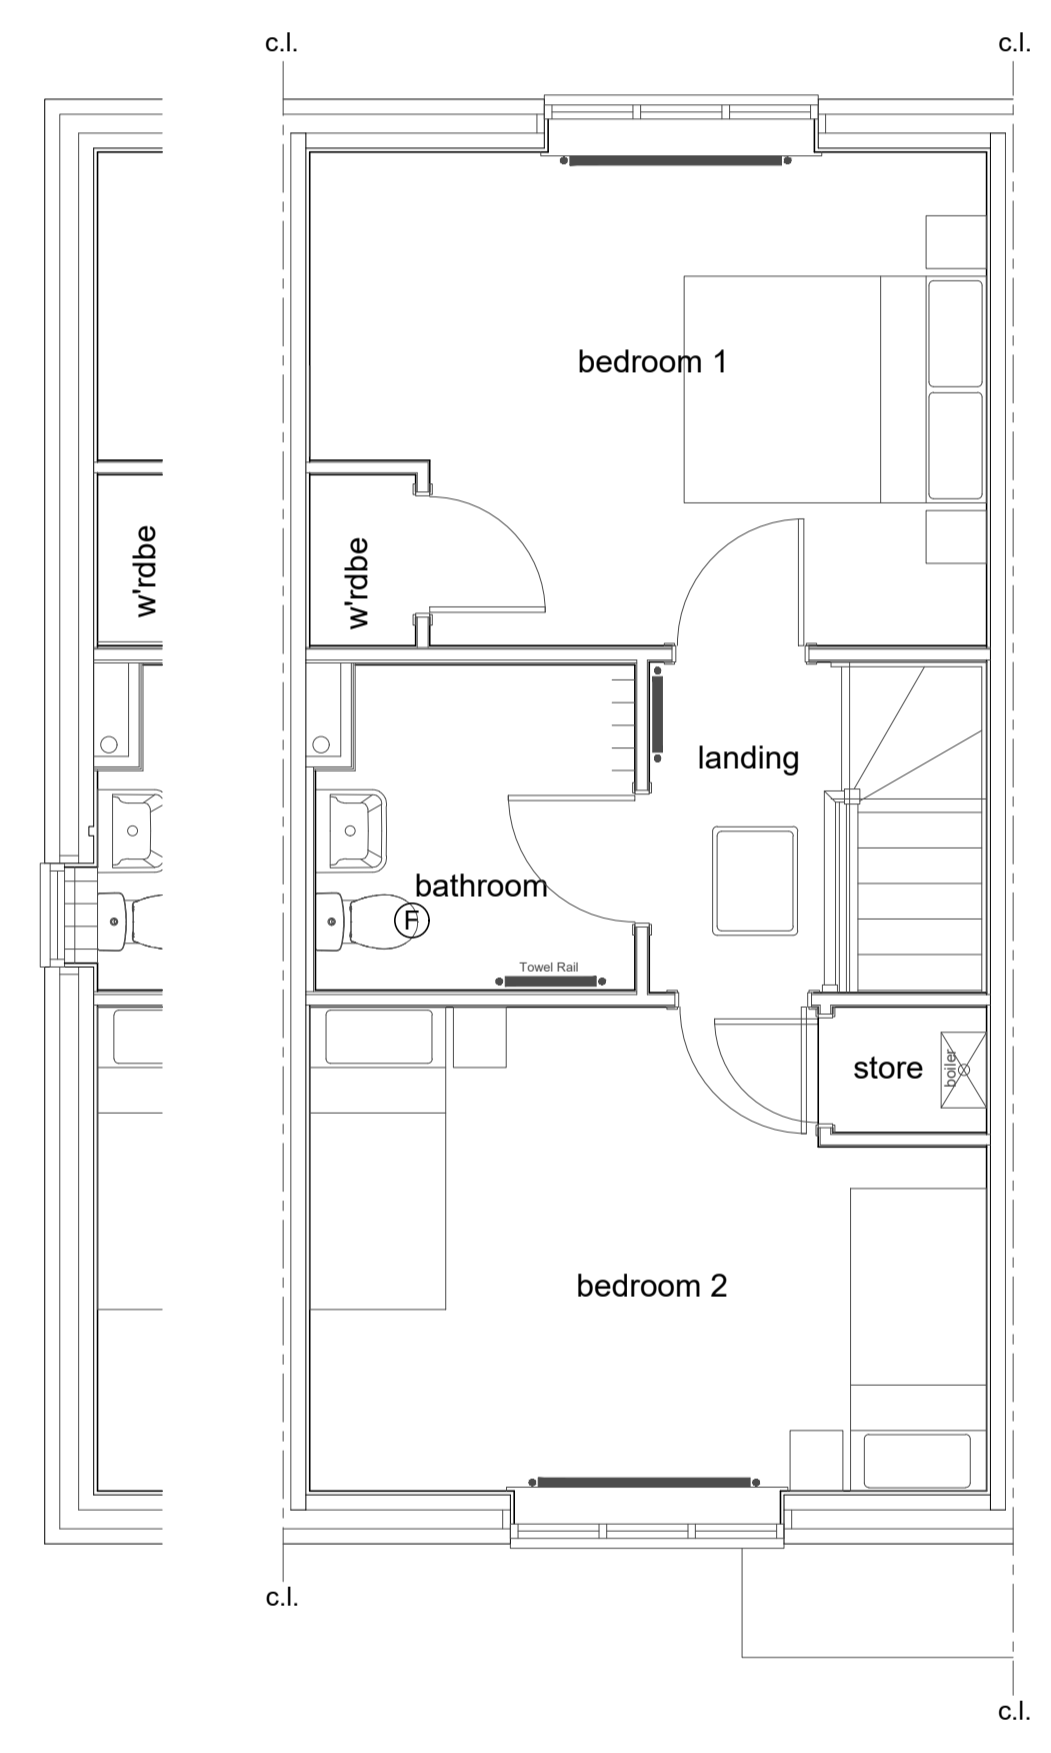 c.l.
c.l.
bedroom 1
w'rdbe
w'rdbe
landing
bathroom
F
Towel Rail
store
boiler
bedroom 2
c.l.
c.l.